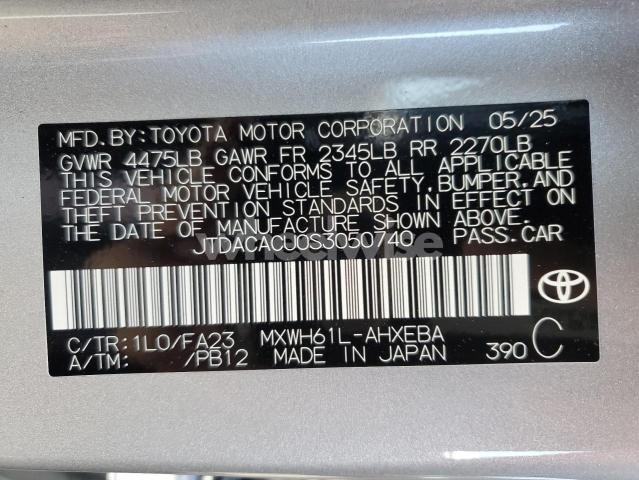 MFD.BY:TOYOTA MOTOR CORPORATION 05/25
GVWR 4475LB GAWR FR 2345LB RR 2270LB
THIS VEHICLE CONFORMS TO ALL APPLICABLE
FEDERAL MOTOR VEHICLE SAFETY,BUMPER,AND
THEFT PREVENTION STANDARDS IN EFFECT ON
THE DATE OF MANUFACTURE SHOWN ABOVE.
JTDACACU0S3050740 PASS.CAR
C/TR:1L0/FA23 MXWH61L-AHXEBA
A/TM: /PB12 MADE IN JAPAN 390 C